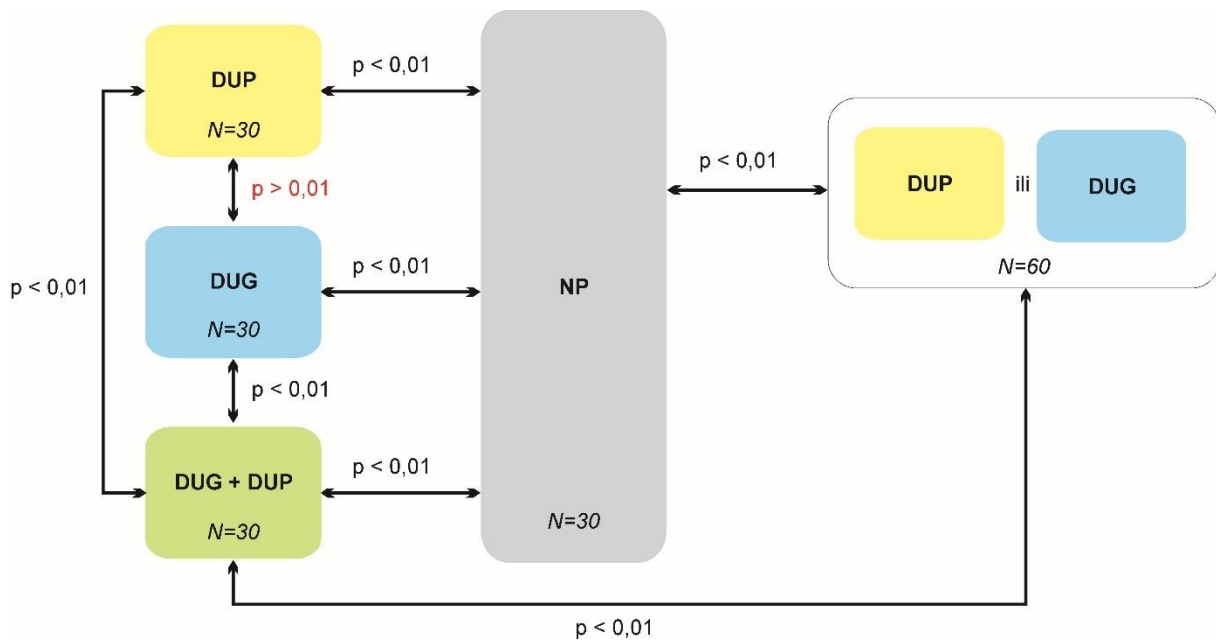 DUP
N=30
p < 0,01
p > 0,01
p < 0,01
DUG
N=30
p < 0,01
NP
N=30
p < 0,01
DUG + DUP
N=30
p < 0,01
p < 0,01
DUP ili DUG
N=60
p < 0,01